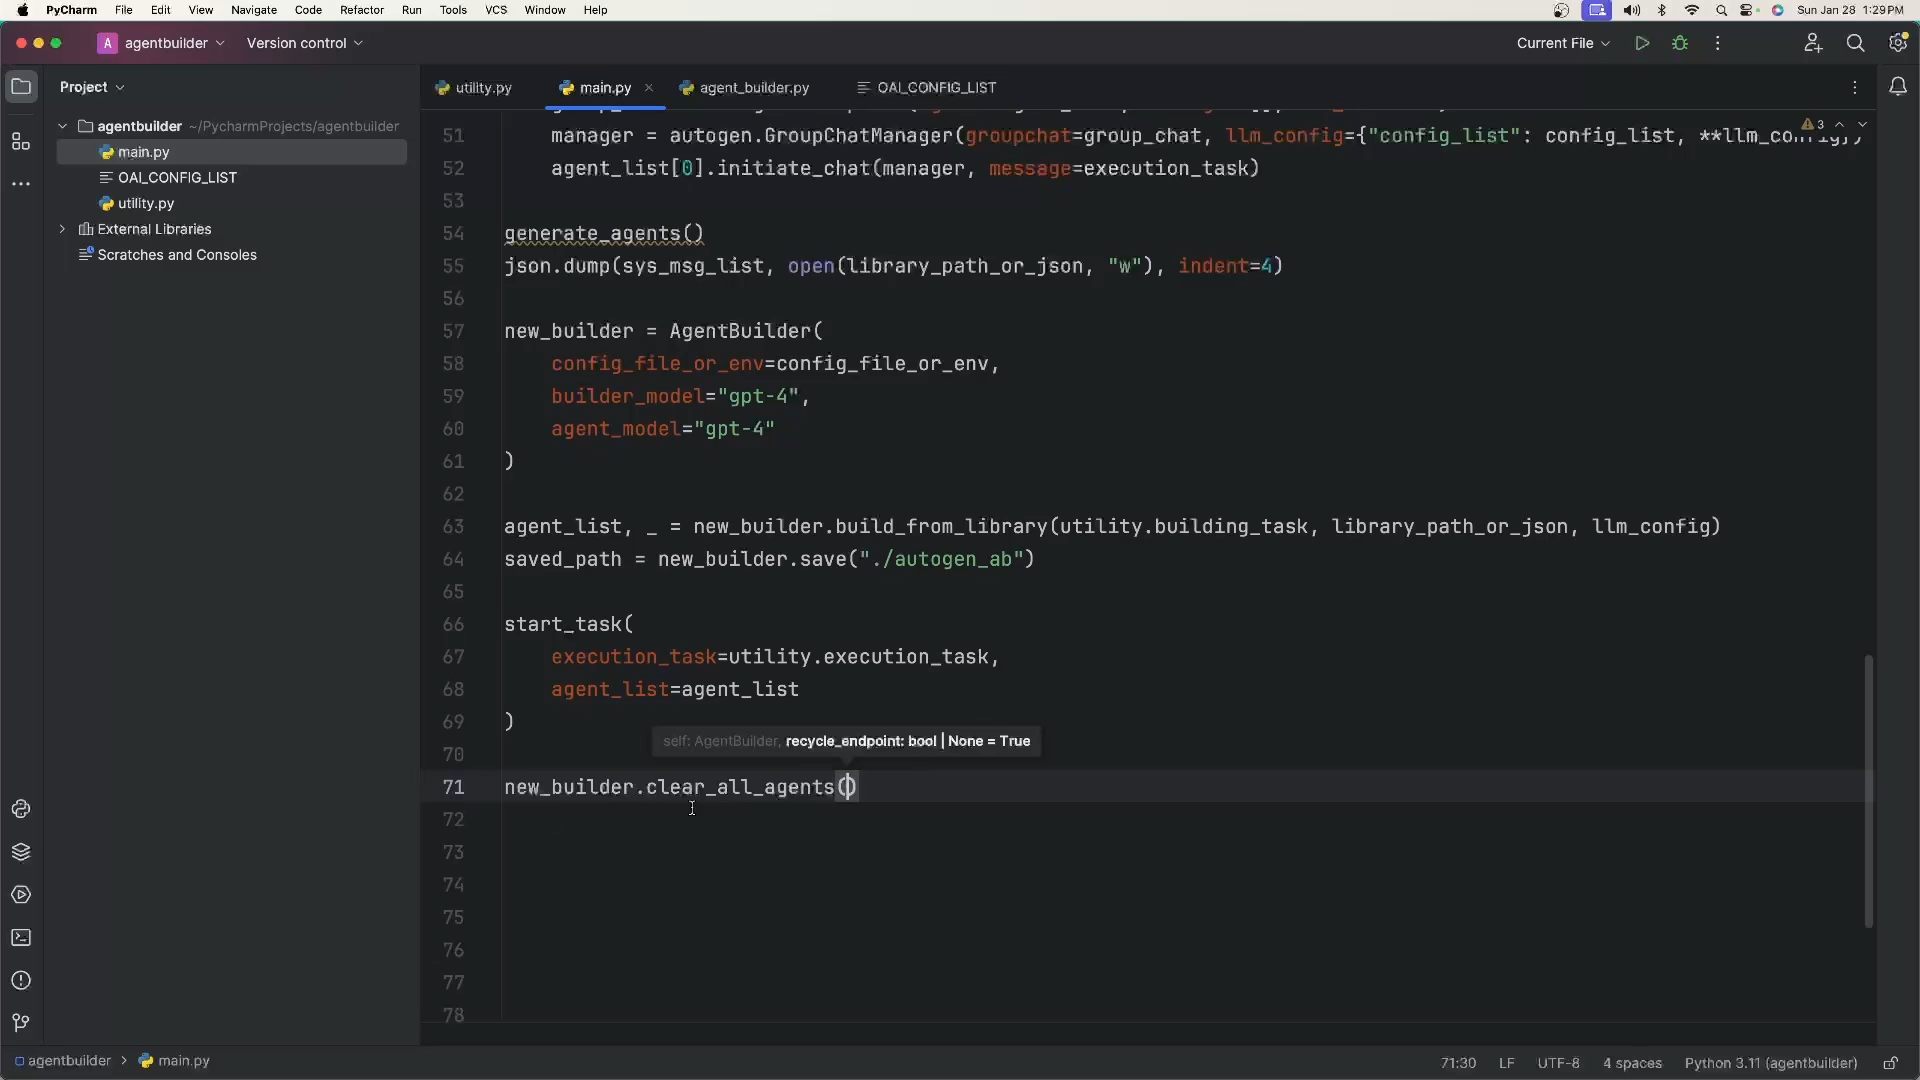 PyCharm File Edit View Navigate Code Refactor Run Tools VCS Window Help Sun Jan 28 1:29 PM
A agentbuilder Version control Current File
Project
utility.py main.py agent_builder.py OAI_CONFIG_LIST
agentbuilder ~/PycharmProjects/agentbuilder
main.py
OAI_CONFIG_LIST
utility.py
External Libraries
Scratches and Consoles
3
51 manager = autogen.GroupChatManager(groupchat=group_chat, llm_config={"config_list": config_list, **llm_config})
52 agent_list[0].initiate_chat(manager, message=execution_task)
53
54 generate_agents()
55 json.dump(sys_msg_list, open(library_path_or_json, "w"), indent=4)
56
57 new_builder = AgentBuilder(
58 config_file_or_env=config_file_or_env,
59 builder_model="gpt-4",
60 agent_model="gpt-4"
61 )
62
63 agent_list, _ = new_builder.build_from_library(utility.building_task, library_path_or_json, llm_config)
64 saved_path = new_builder.save("./autogen_ab")
65
66 start_task(
67 execution_task=utility.execution_task,
68 agent_list=agent_list
69 )
self: AgentBuilder, recycle_endpoint: bool | None = True
70
71 new_builder.clear_all_agents()
72
73
74
75
76
77
78
agentbuilder > main.py 71:30 LF UTF-8 4 spaces Python 3.11 (agentbuilder)